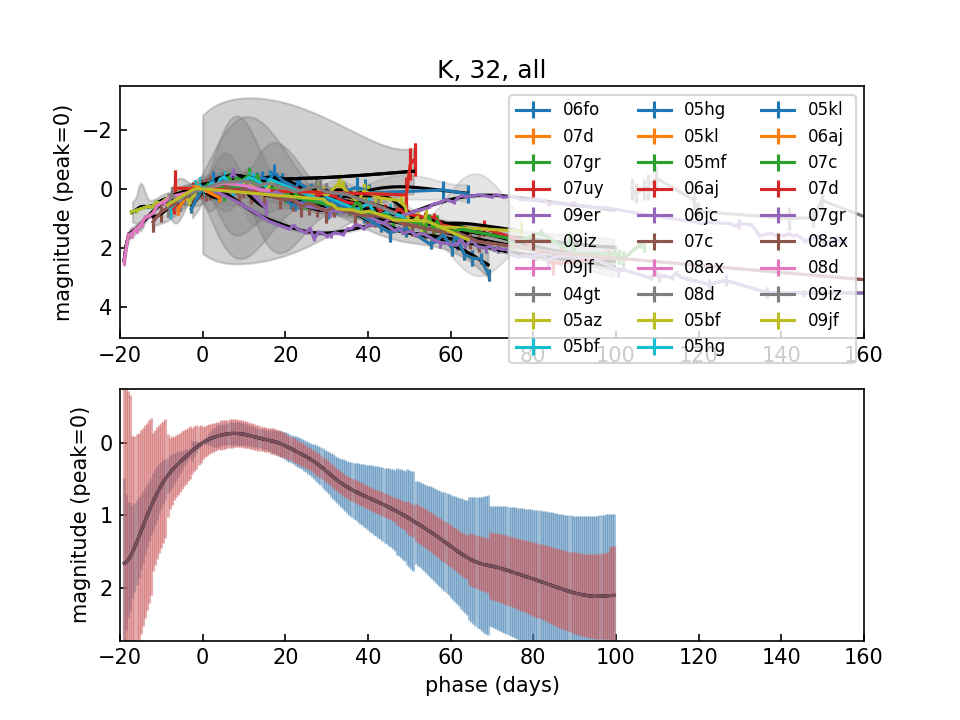 K, 32, all
magnitude (peak=0)
−2
0
2
4
06fo 05hg 05kl
07d 05kl 06aj
07gr 05mf 07c
07uy 06aj 07d
09er 06jc 07gr
09iz 07c 08ax
09jf 08ax 08d
04gt 08d 09iz
05az 05bf 09jf
05bf 05hg
−20 0 20 40 60 80 100 120 140 160
magnitude (peak=0)
0
1
2
−20 0 20 40 60 80 100 120 140 160
phase (days)